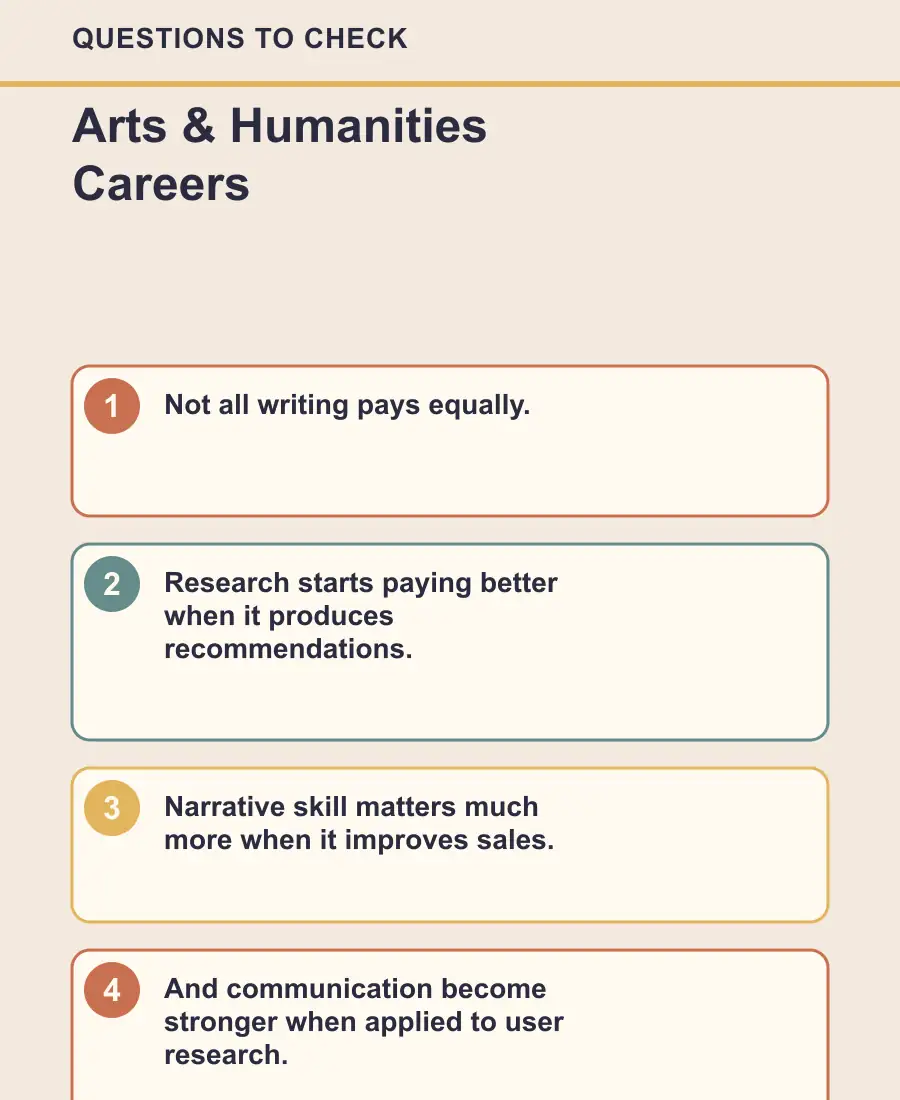 QUESTIONS TO CHECK
Arts & Humanities
Careers
1
Not all writing pays equally.
2
Research starts paying better
when it produces
recommendations.
3
Narrative skill matters much
more when it improves sales.
4
And communication become
stronger when applied to user
research.